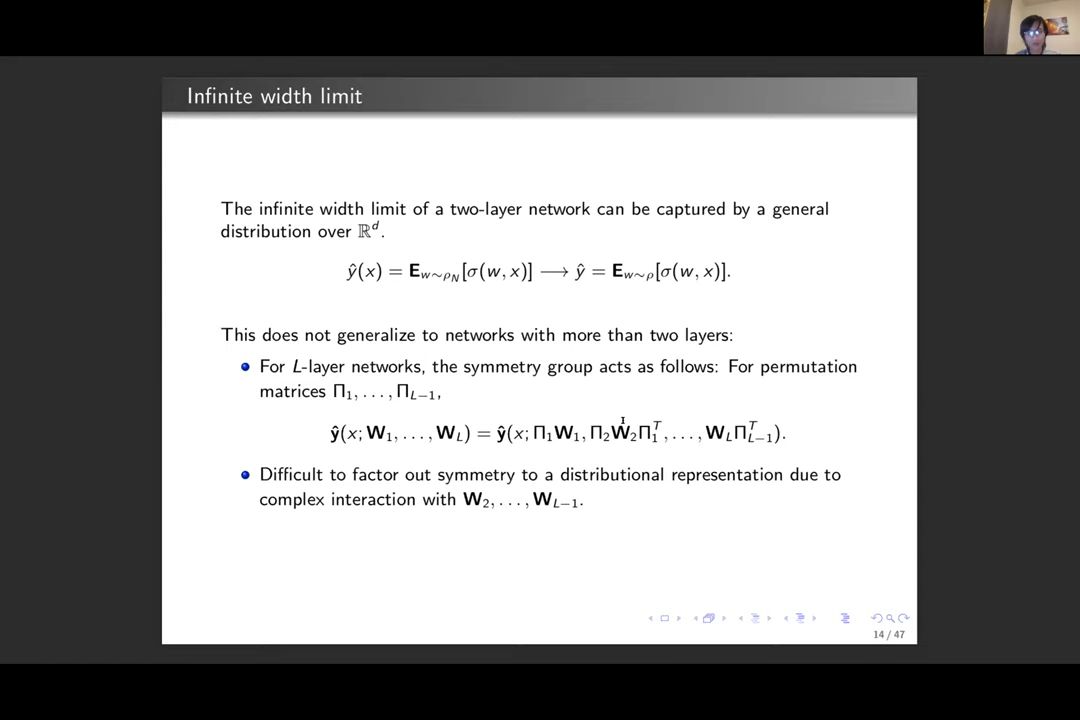 Infinite width limit
The infinite width limit of a two-layer network can be captured by a general
distribution over ℝᵈ.
ŷ(x) = E_{w∼ρ_N}[σ(w, x)] ⟶ ŷ = E_{w∼ρ}[σ(w, x)].
This does not generalize to networks with more than two layers:
For L-layer networks, the symmetry group acts as follows: For permutation
matrices Π₁, . . . , Π_{L−1},
ŷ(x; W₁, . . . , W_L) = ŷ(x; Π₁W₁, Π₂W₂Π₁ᵀ, . . . , W_LΠᵀ_{L−1}).
Difficult to factor out symmetry to a distributional representation due to
complex interaction with W₂, . . . , W_{L−1}.
14 / 47